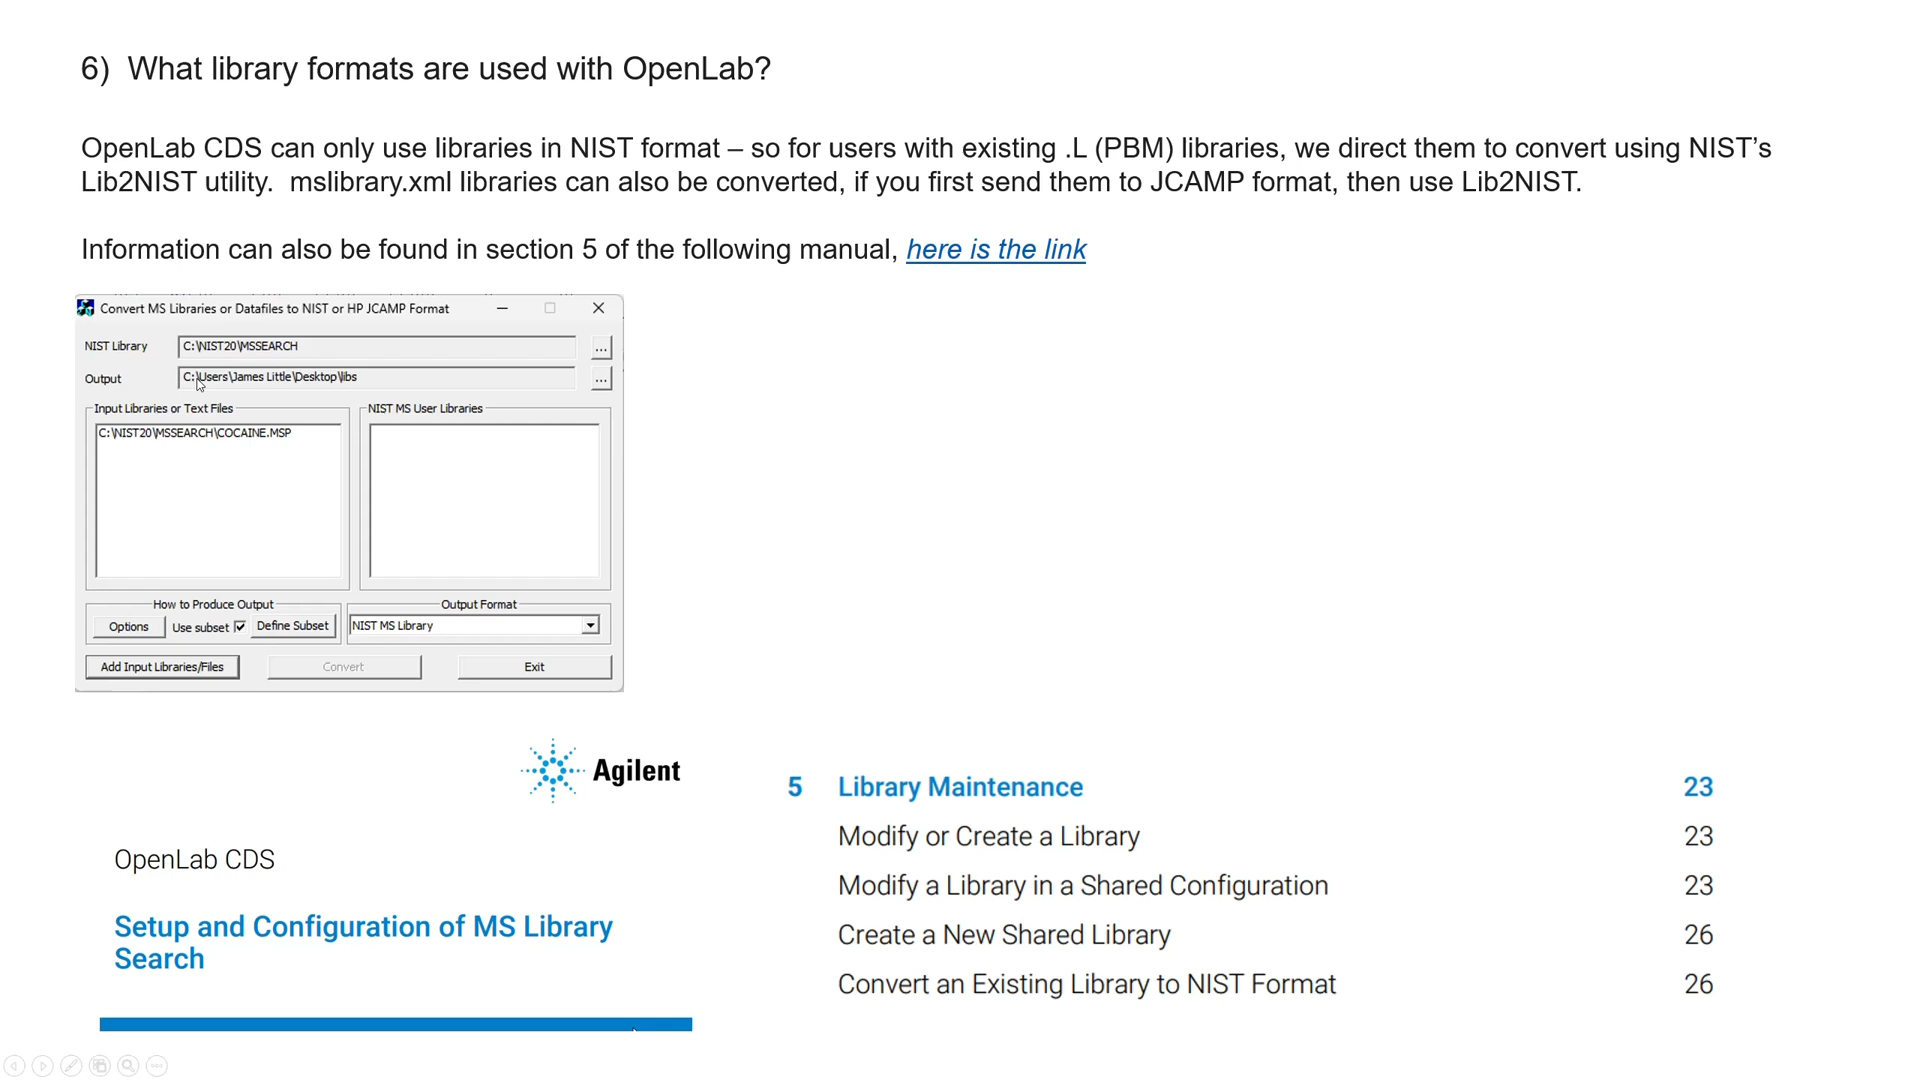 6) What library formats are used with OpenLab?
OpenLab CDS can only use libraries in NIST format – so for users with existing .L (PBM) libraries, we direct them to convert using NIST’s
Lib2NIST utility. mslibrary.xml libraries can also be converted, if you first send them to JCAMP format, then use Lib2NIST.
Information can also be found in section 5 of the following manual, here is the link
Convert MS Libraries or Datafiles to NIST or HP JCAMP Format
NIST Library C:\NIST20\MSSEARCH ...
Output C:\Users\James Little\Desktop\libs ...
Input Libraries or Text Files
C:\NIST20\MSSEARCH\COCAINE.MSP
NIST MS User Libraries
How to Produce Output
Options Use subset Define Subset
Output Format
NIST MS Library
Add Input Libraries/Files Convert Exit
Agilent
OpenLab CDS
Setup and Configuration of MS Library
Search
5 Library Maintenance 23
Modify or Create a Library 23
Modify a Library in a Shared Configuration 23
Create a New Shared Library 26
Convert an Existing Library to NIST Format 26